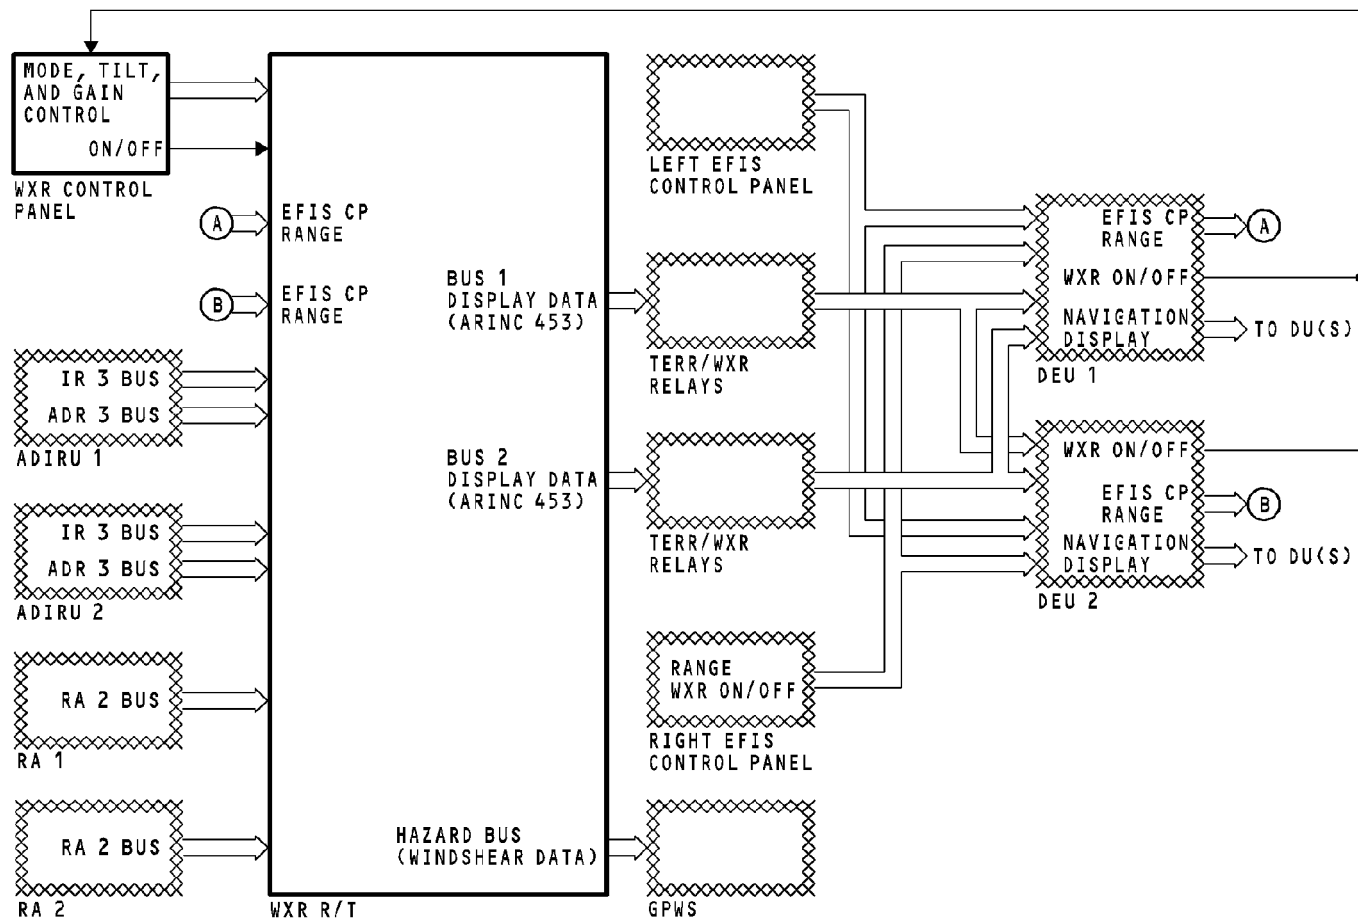 MODE, TILT,
AND GAIN
CONTROL
ON/OFF
WXR CONTROL
PANEL
A
EFIS CP
RANGE
B
EFIS CP
RANGE
IR 3 BUS
ADR 3 BUS
ADIRU 1
IR 3 BUS
ADR 3 BUS
ADIRU 2
RA 2 BUS
RA 1
RA 2 BUS
RA 2
BUS 1
DISPLAY DATA
(ARINC 453)
BUS 2
DISPLAY DATA
(ARINC 453)
HAZARD BUS
(WINDSHEAR DATA)
WXR R/T
LEFT EFIS
CONTROL PANEL
TERR/WXR
RELAYS
TERR/WXR
RELAYS
RANGE
WXR ON/OFF
RIGHT EFIS
CONTROL PANEL
GPWS
EFIS CP
RANGE
A
WXR ON/OFF
NAVIGATION
DISPLAY
TO DU(S)
DEU 1
WXR ON/OFF
EFIS CP
RANGE
B
NAVIGATION
DISPLAY
TO DU(S)
DEU 2